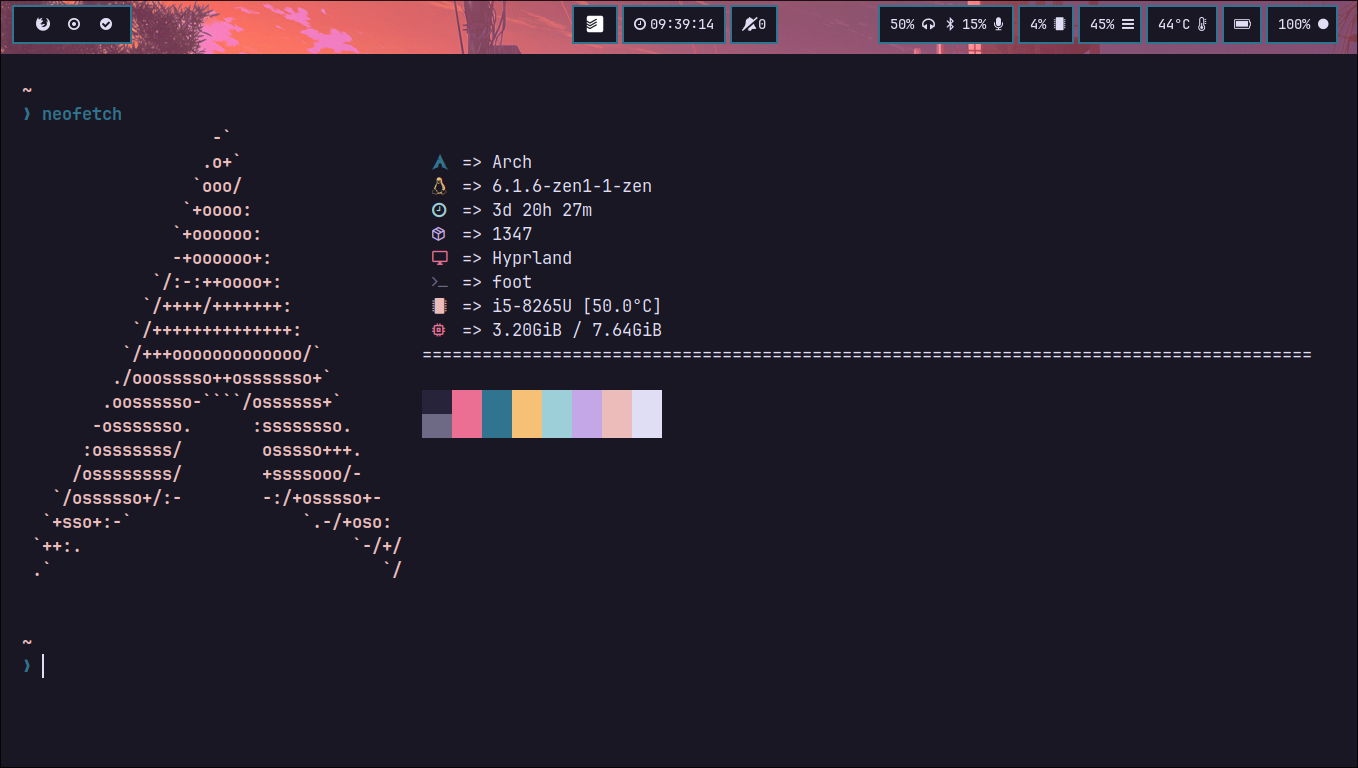 09:39:14 0 50% 15% 4% 45% 44°C 100%
~
❯ neofetch
-`
.o+` => Arch
`ooo/ => 6.1.6-zen1-1-zen
`+oooo: => 3d 20h 27m
`+oooooo: => 1347
-+oooooo+: => Hyprland
`/:-:++oooo+: => foot
`/++++/+++++++: => i5-8265U [50.0°C]
`/++++++++++++++: => 3.20GiB / 7.64GiB
`/+++ooooooooooooo/` =========================================================================================
./ooosssso++osssssso+`
.oossssso-````/ossssss+`
-osssssso. :ssssssso.
:osssssss/ osssso+++.
/ossssssss/ +ssssooo/-
`/ossssso+/:- -:/+osssso+-
`+sso+:-` `.-/+oso:
`++:. `-/+/
.` `/
~
❯